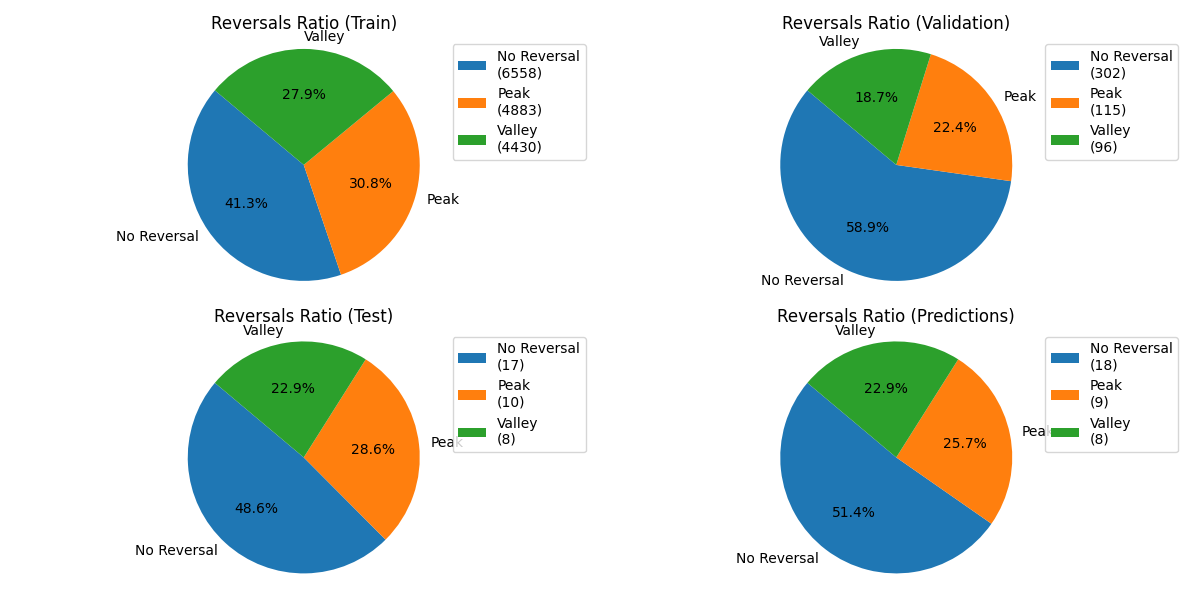 Reversals Ratio (Train)
Valley
27.9%
30.8%
Peak
41.3%
No Reversal
No Reversal
(6558)
Peak
(4883)
Valley
(4430)
Reversals Ratio (Validation)
Valley
18.7%
Peak
22.4%
58.9%
No Reversal
No Reversal
(302)
Peak
(115)
Valley
(96)
Reversals Ratio (Test)
Valley
22.9%
Peak
28.6%
48.6%
No Reversal
No Reversal
(17)
Peak
(10)
Valley
(8)
Reversals Ratio (Predictions)
Valley
22.9%
Peak
25.7%
51.4%
No Reversal
No Reversal
(18)
Peak
(9)
Valley
(8)